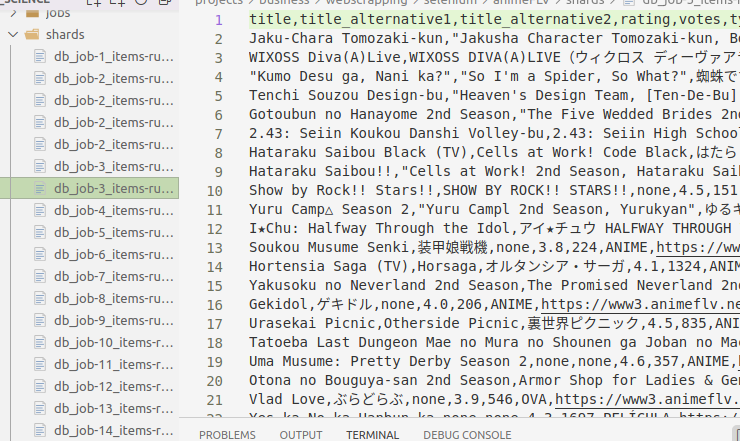 _SCIENCE
jobs
shards
db_job-1_items-ru...
db_job-2_items-ru...
db_job-2_items-ru...
db_job-2_items-ru...
db_job-2_items-ru...
db_job-3_items-ru...
db_job-3_items-ru...
db_job-4_items-ru...
db_job-5_items-ru...
db_job-6_items-ru...
db_job-7_items-ru...
db_job-8_items-ru...
db_job-9_items-ru...
db_job-10_items-r...
db_job-11_items-r...
db_job-12_items-r...
db_job-13_items-r...
db_job-14_items-r...
projects > business > webscrapping > selenium > animeFLV > shards > db_job-3_items-
1 title,title_alternative1,title_alternative2,rating,votes,ty
2 Jaku-Chara Tomozaki-kun,"Jakusha Character Tomozaki-kun, Bo
3 WIXOSS Diva(A)Live,WIXOSS DIVA(A)LIVE（ウィクロス ディーヴァア
4 "Kumo Desu ga, Nani ka?","So I'm a Spider, So What?",蜘蛛で
5 Tenchi Souzou Design-bu,"Heaven's Design Team, [Ten-De-Bu]
6 Gotoubun no Hanayome 2nd Season,"The Five Wedded Brides 2n
7 2.43: Seiin Koukou Danshi Volley-bu,2.43: Seiin High School
8 Hataraku Saibou Black (TV),Cells at Work! Code Black,はたら
9 Hataraku Saibou!!,"Cells at Work! 2nd Season, Hataraku Saib
10 Show by Rock!! Stars!!,SHOW BY ROCK!! STARS!!,none,4.5,151
11 Yuru Camp△ Season 2,"Yuru Campl 2nd Season, Yurukyan",ゆるキ
12 I★Chu: Halfway Through the Idol,アイ★チュウ HALFWAY THROUGH
13 Soukou Musume Senki,装甲娘戦機,none,3.8,224,ANIME,https://ww
14 Hortensia Saga (TV),Horsaga,オルタンシア・サーガ,4.1,1324,ANIM
15 Yakusoku no Neverland 2nd Season,The Promised Neverland 2n
16 Gekidol,ゲキドル,none,4.0,206,ANIME,https://www3.animeflv.ne
17 Urasekai Picnic,Otherside Picnic,裏世界ピクニック,4.5,835,ANI
18 Tatoeba Last Dungeon Mae no Mura no Shounen ga Joban no Ma
19 Uma Musume: Pretty Derby Season 2,none,none,4.6,357,ANIME,
20 Otona no Bouguya-san 2nd Season,Armor Shop for Ladies & Ge
21 Vlad Love,ぶらどらぶ,none,3.9,546,OVA,https://www3.animeflv.
PROBLEMS OUTPUT TERMINAL DEBUG CONSOLE